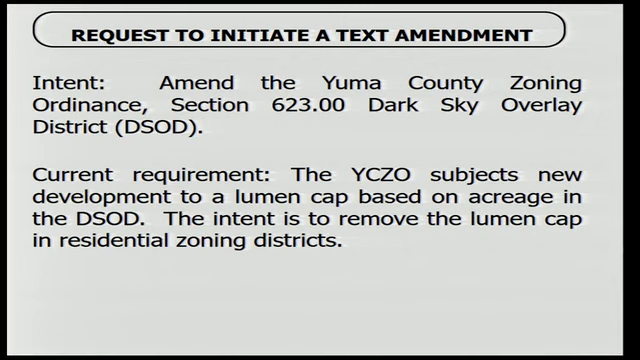 REQUEST TO INITIATE A TEXT AMENDMENT
Intent: Amend the Yuma County Zoning
Ordinance, Section 623.00 Dark Sky Overlay
District (DSOD).
Current requirement: The YCZO subjects new
development to a lumen cap based on acreage in
the DSOD. The intent is to remove the lumen cap
in residential zoning districts.